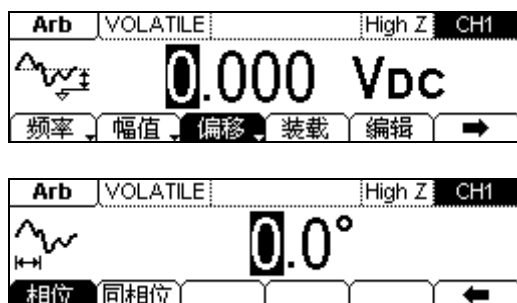 Arb VOLATILE High Z CH1
0.000 VDC
频率 幅值 偏移 装载 编辑
Arb VOLATILE High Z CH1
0.0°
相位 同相位